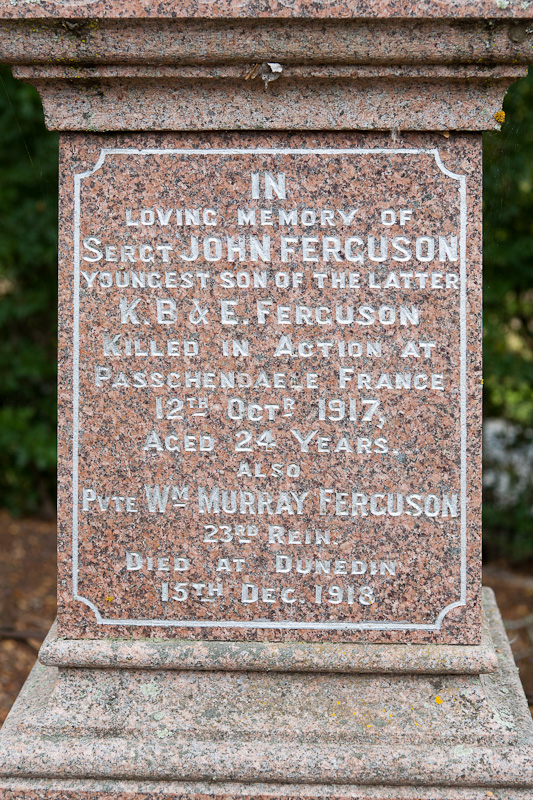 IN
LOVING MEMORY OF
SERGT JOHN FERGUSON
YOUNGEST SON OF THE LATTER
K. B & E. FERGUSON
KILLED IN ACTION AT
PASSCHENDAELE FRANCE
12TH OCTR 1917,
AGED 24 YEARS.
ALSO
PVTE WM MURRAY FERGUSON
23RD REIN.
DIED AT DUNEDIN
15TH DEC. 1918